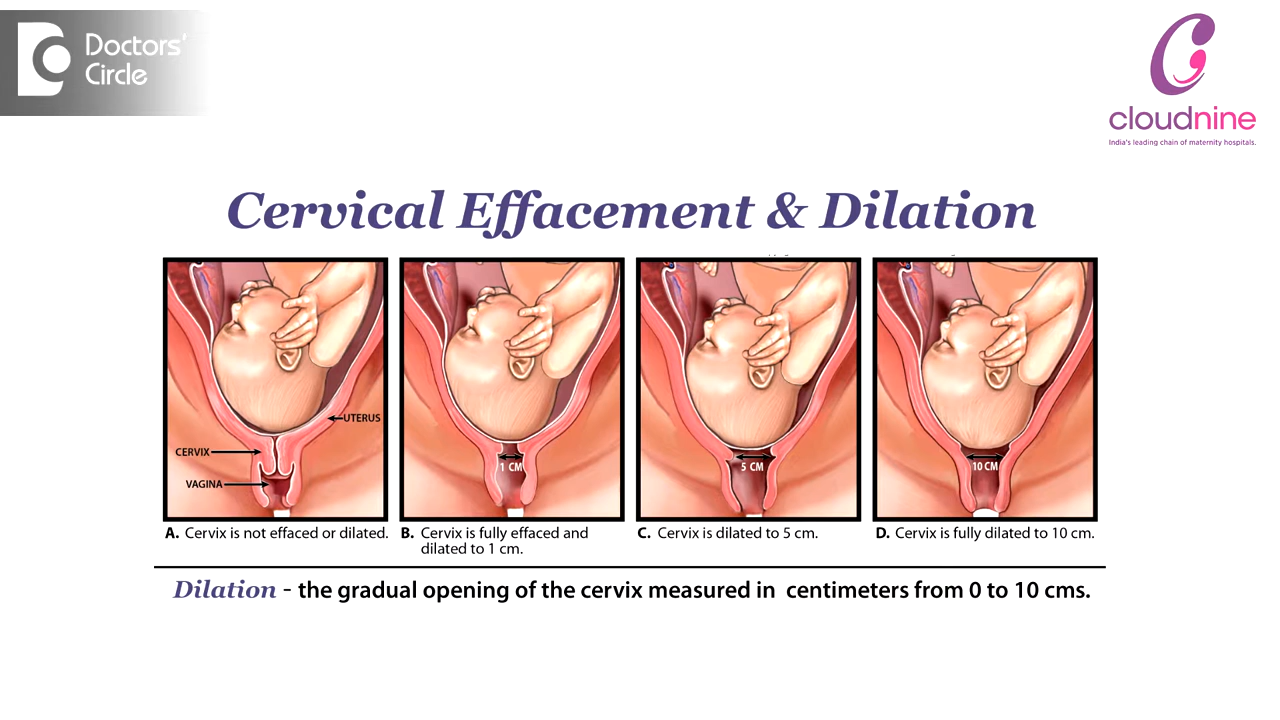 Doctors'
Circle
cloudnine
India's leading chain of maternity hospitals.
Cervical Effacement & Dilation
UTERUS
CERVIX
VAGINA
1 CM
5 CM
10 CM
A. Cervix is not effaced or dilated.
B. Cervix is fully effaced and
dilated to 1 cm.
C. Cervix is dilated to 5 cm.
D. Cervix is fully dilated to 10 cm.
Dilation - the gradual opening of the cervix measured in centimeters from 0 to 10 cms.